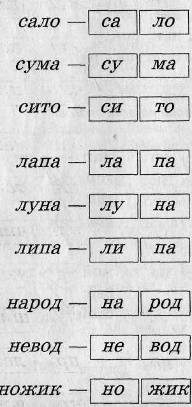 сало — са ло
сума — су ма
сито — си то
лапа — ла па
луна — лу на
липа — ли па
народ — на род
невод — не вод
ножик — но жик